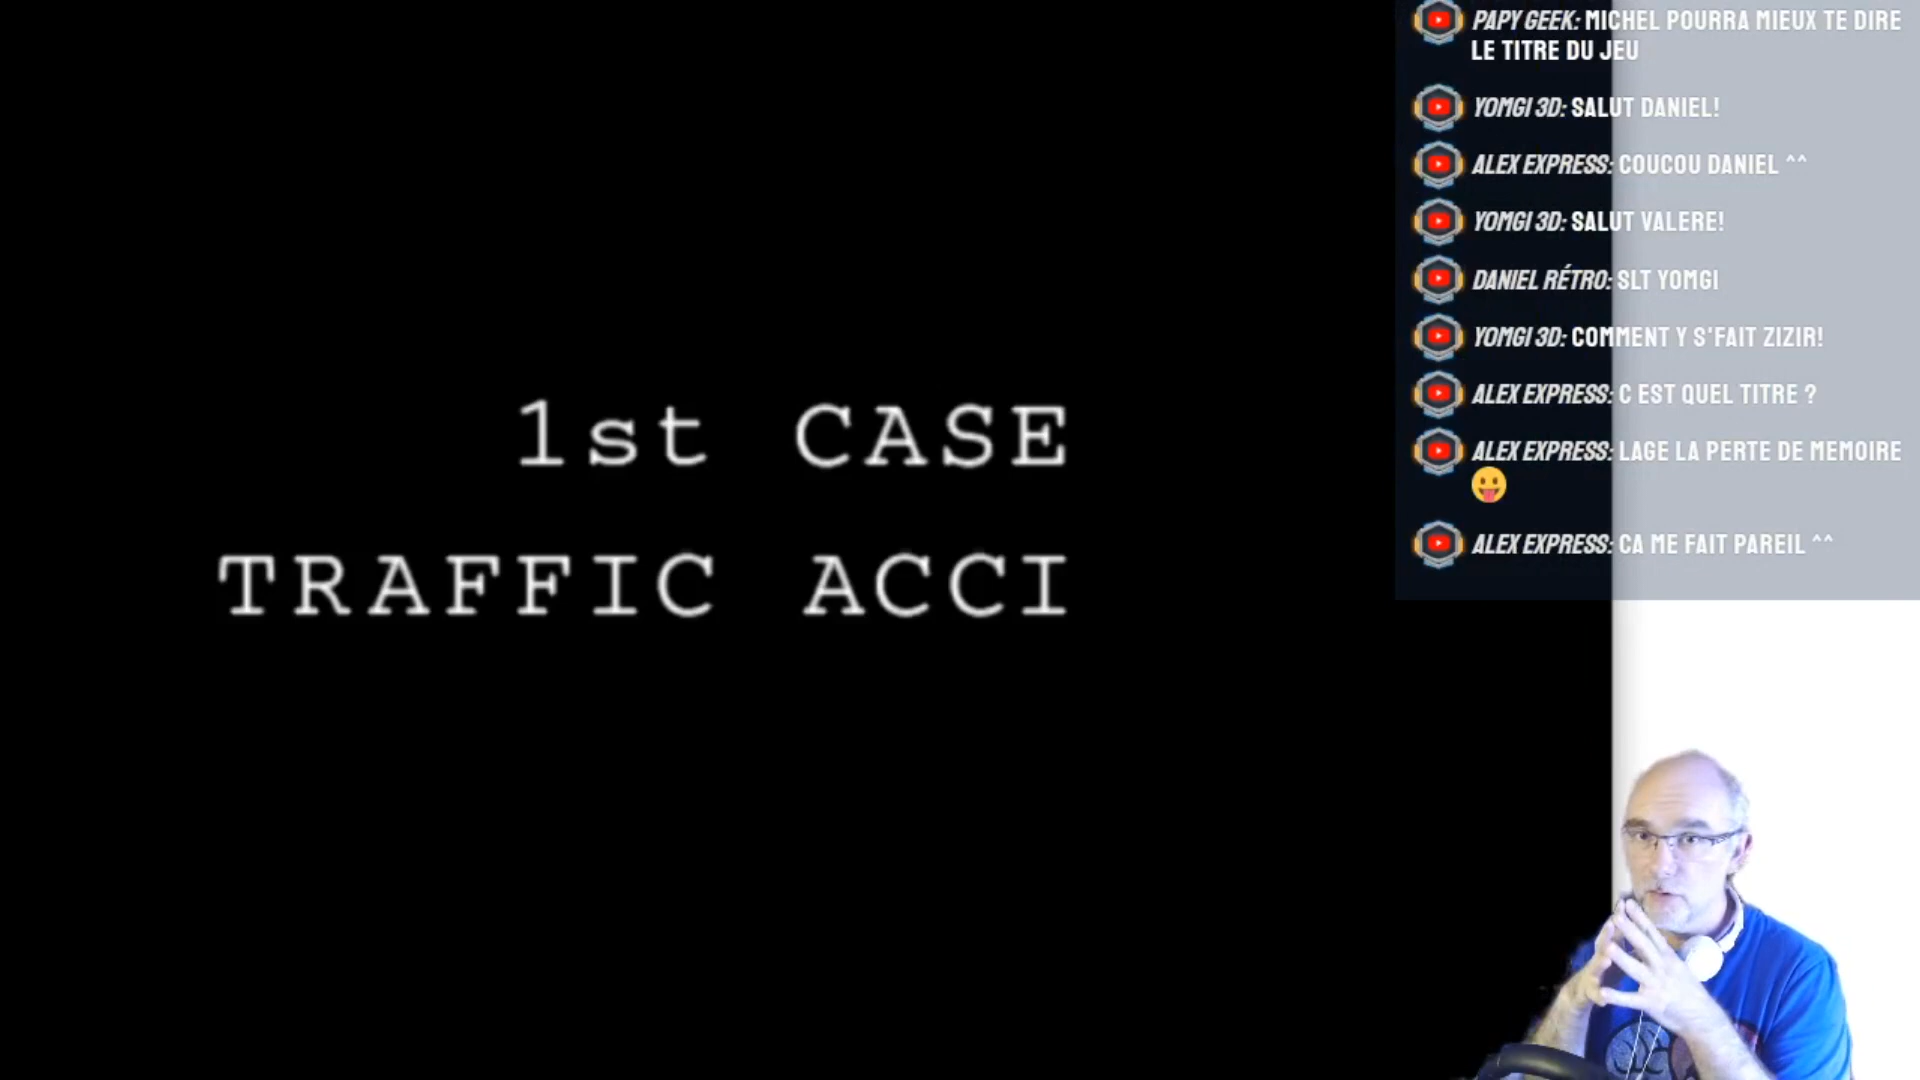 1st CASE
TRAFFIC ACCI
PAPY GEEK: MICHEL POURRA MIEUX TE DIRE
LE TITRE DU JEU
YOMGI 3D: SALUT DANIEL!
ALEX EXPRESS: COUCOU DANIEL ^^
YOMGI 3D: SALUT VALERE!
DANIEL RÉTRO: SLT YOMGI
YOMGI 3D: COMMENT Y S'FAIT ZIZIR!
ALEX EXPRESS: C EST QUEL TITRE ?
ALEX EXPRESS: LAGE LA PERTE DE MEMOIRE
😛
ALEX EXPRESS: CA ME FAIT PAREIL ^^